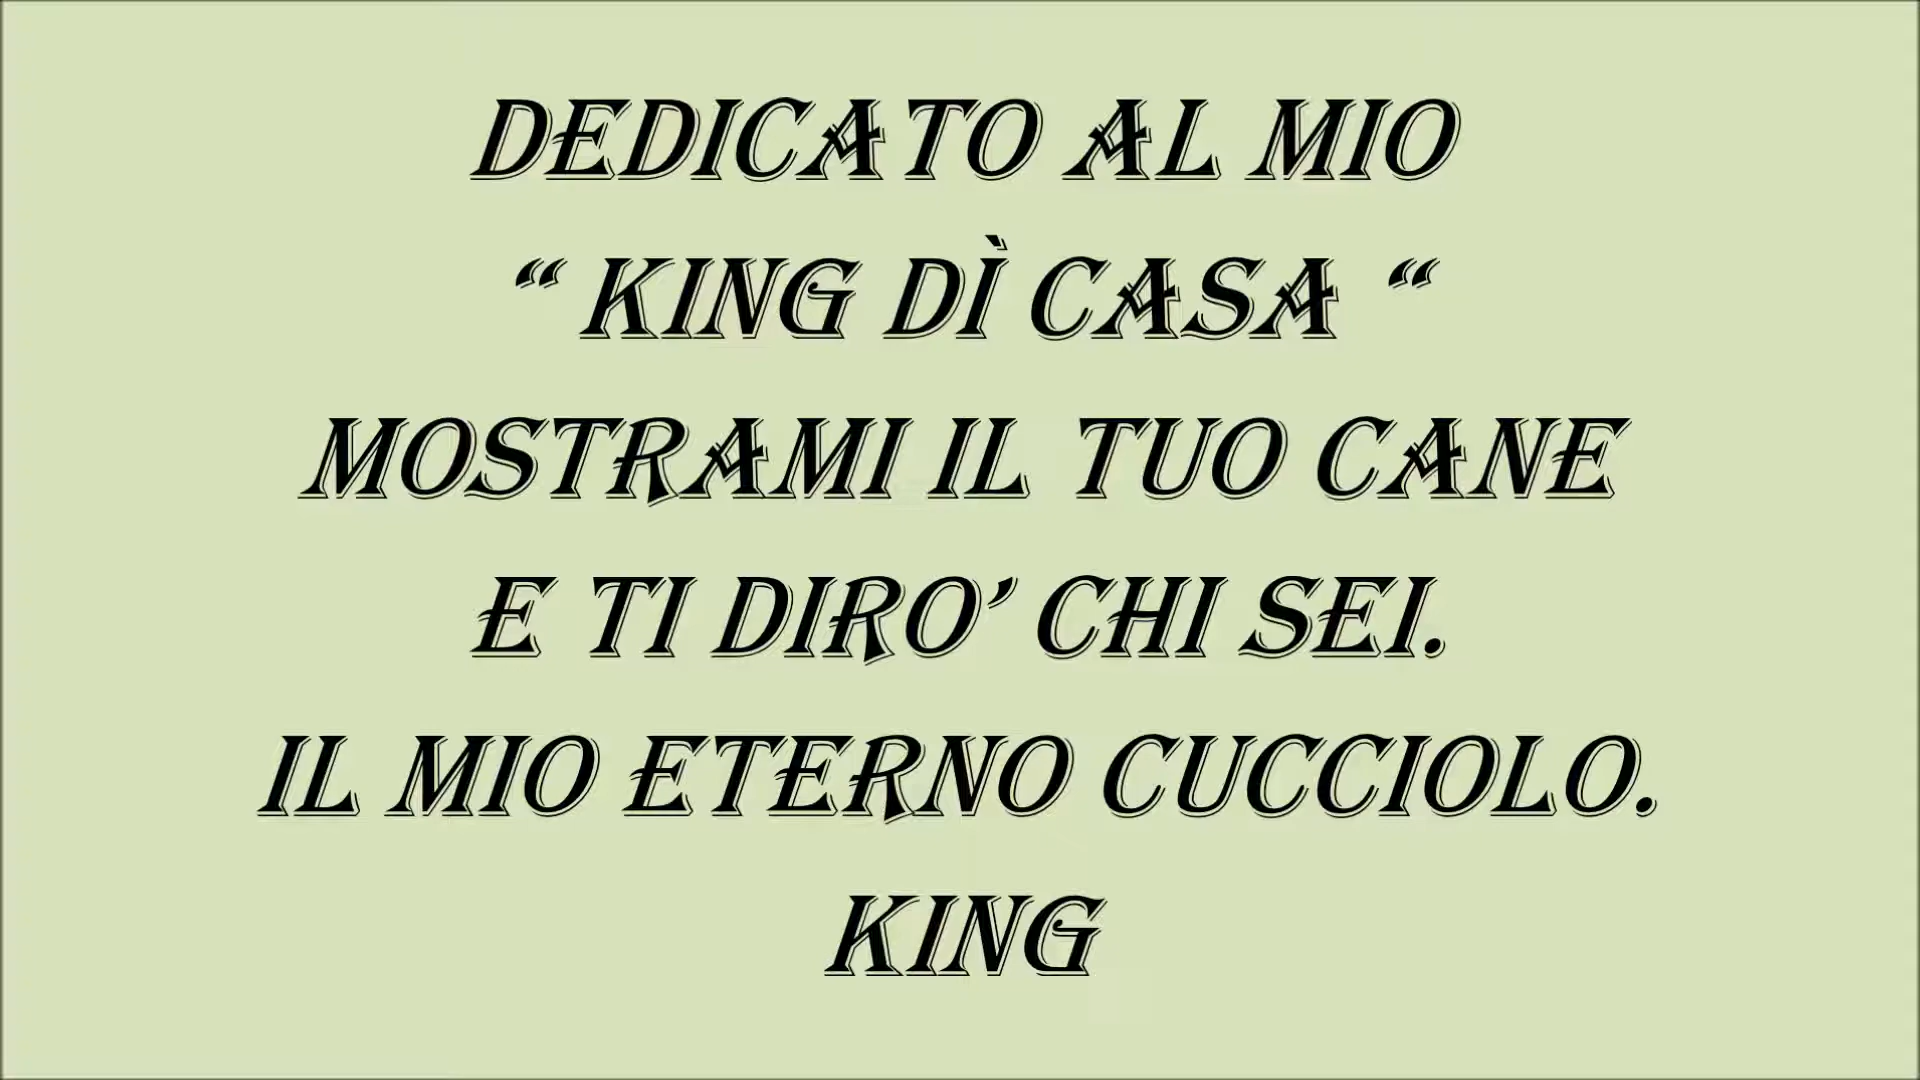 DEDICATO AL MIO
“ KING DÌ CASA “
MOSTRAMI IL TUO CANE
E TI DIRO’ CHI SEI.
IL MIO ETERNO CUCCIOLO.
KING